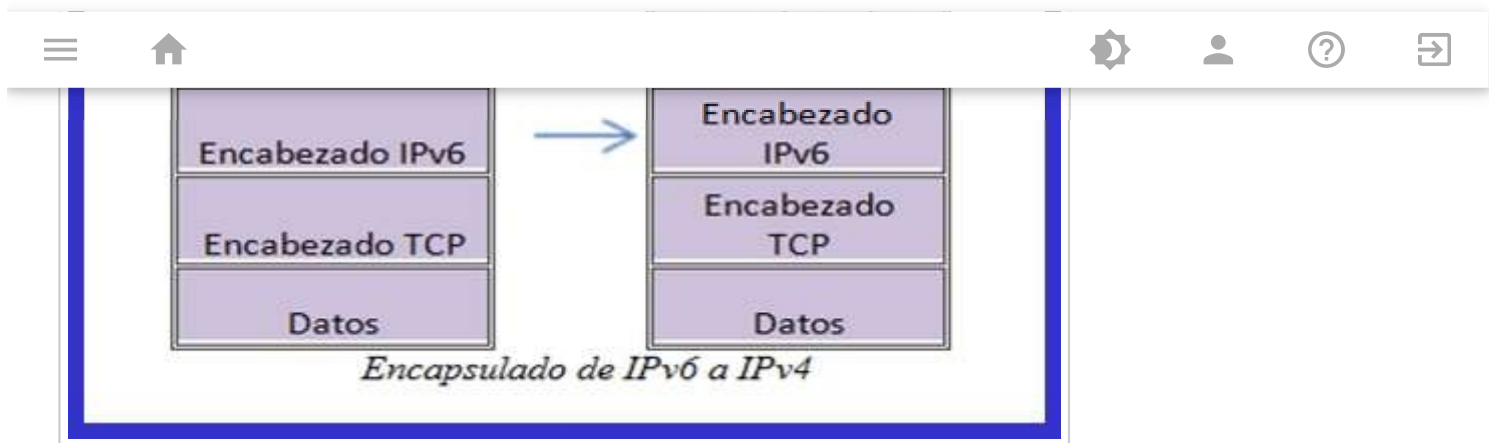 Encabezado IPv6
Encabezado
IPv6
Encabezado TCP
Encabezado
TCP
Datos
Datos
Encapsulado de IPv6 a IPv4